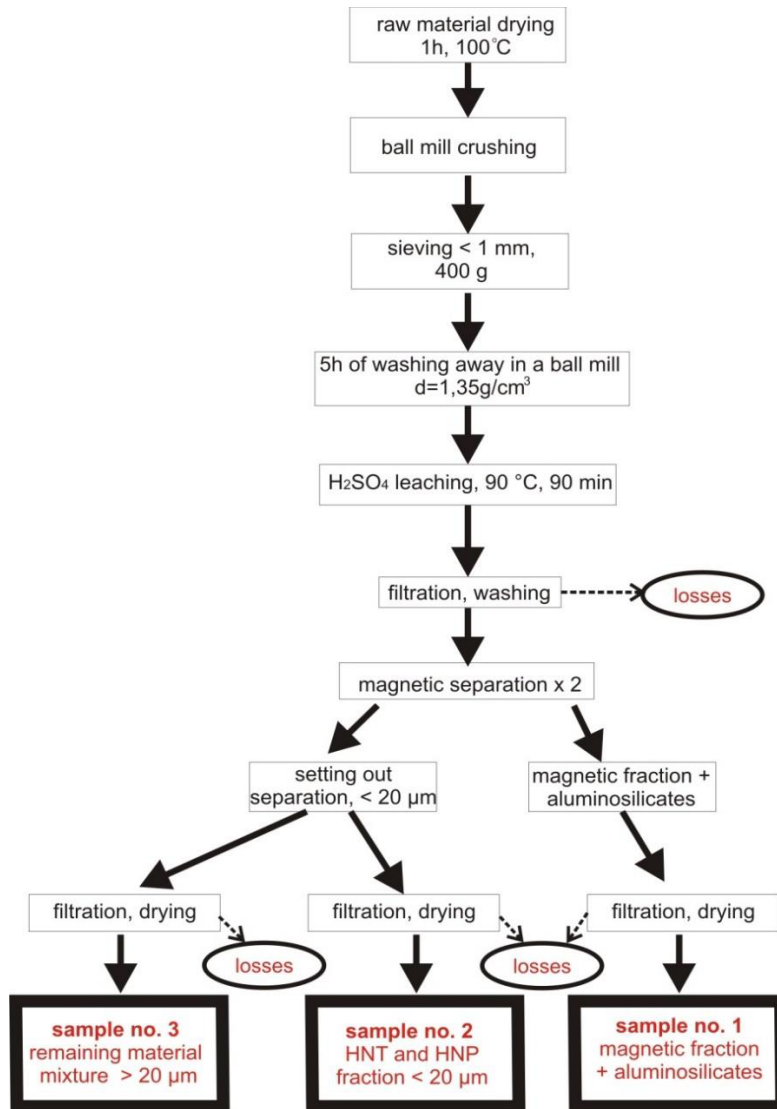 raw material drying
1h, 100°C
ball mill crushing
sieving < 1 mm,
400 g
5h of washing away in a ball mill
d=1,35g/cm³
H₂SO₄ leaching, 90 °C, 90 min
filtration, washing
losses
magnetic separation x 2
setting out
separation, < 20 µm
magnetic fraction +
aluminosilicates
filtration, drying
filtration, drying
filtration, drying
losses
losses
sample no. 3
remaining material
mixture > 20 µm
sample no. 2
HNT and HNP
fraction < 20 µm
sample no. 1
magnetic fraction
+ aluminosilicates